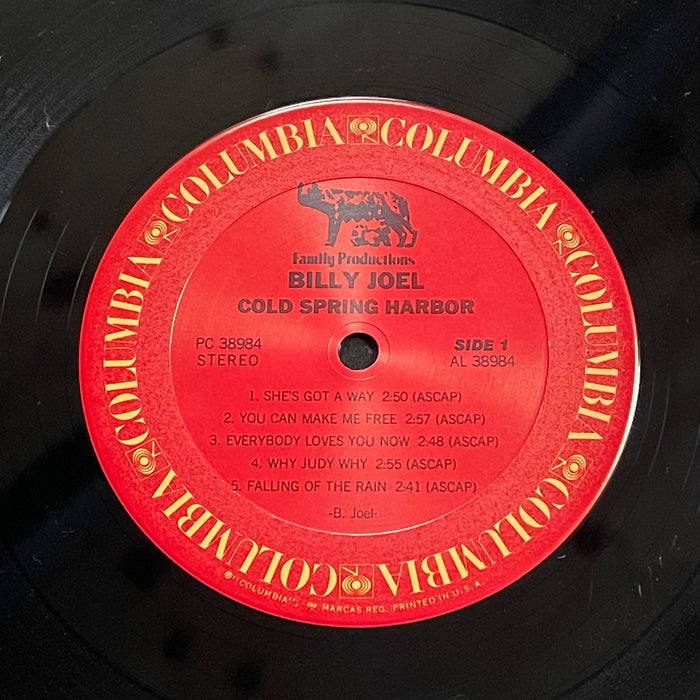 COLUMBIA COLUMBIA COLUMBIA COLUMBIA COLUMBIA COLUMBIA COLUMBIA
Family Productions
BILLY JOEL
COLD SPRING HARBOR
PC 38984
STEREO
SIDE 1
AL 38984
1. SHE'S GOT A WAY 2:50 (ASCAP)
2. YOU CAN MAKE ME FREE 2:57 (ASCAP)
3. EVERYBODY LOVES YOU NOW 2:48 (ASCAP)
4. WHY JUDY WHY 2:55 (ASCAP)
5. FALLING OF THE RAIN 2:41 (ASCAP)
-B. Joel-
® "COLUMBIA", MARCAS REG. PRINTED IN U.S.A.